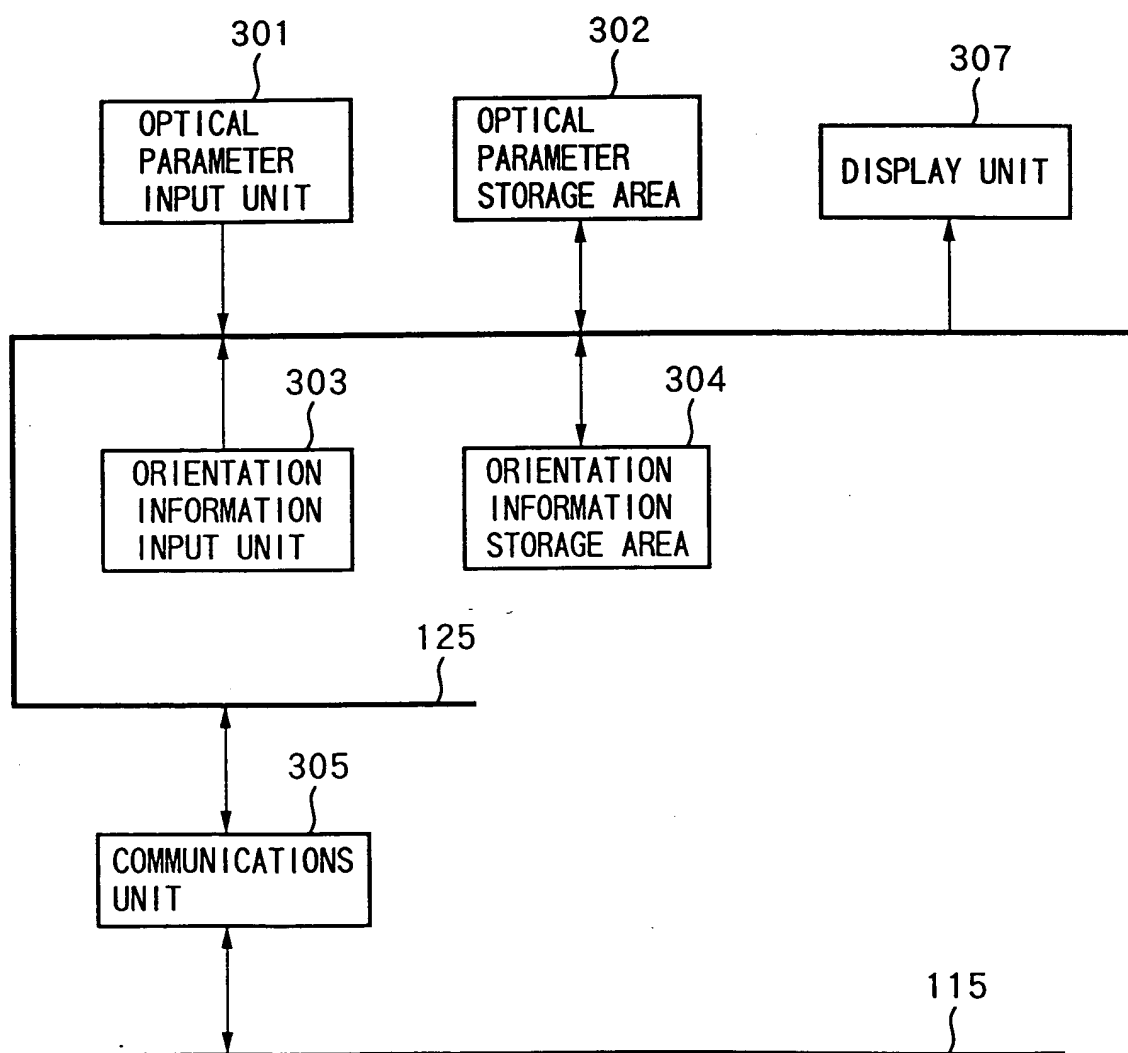 301
302
307
OPTICAL
PARAMETER
INPUT UNIT
OPTICAL
PARAMETER
STORAGE AREA
DISPLAY UNIT
303
304
ORIENTATION
INFORMATION
INPUT UNIT
ORIENTATION
INFORMATION
STORAGE AREA
125
305
COMMUNICATIONS
UNIT
115